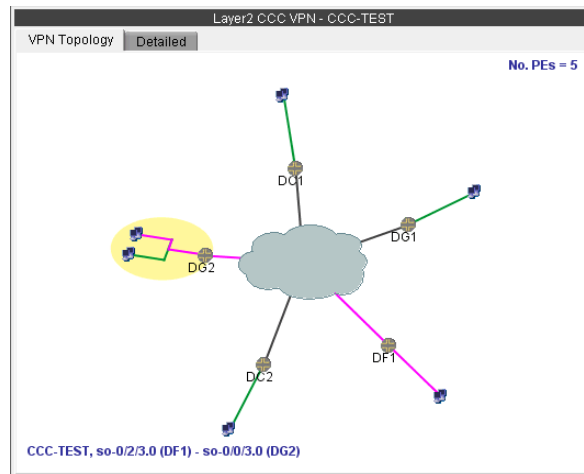 Layer2 CCC VPN - CCC-TEST
VPN Topology Detailed
No. PEs = 5
DC1
DG1
DG2
DF1
DC2
CCC-TEST, so-0/2/3.0 (DF1) - so-0/0/3.0 (DG2)